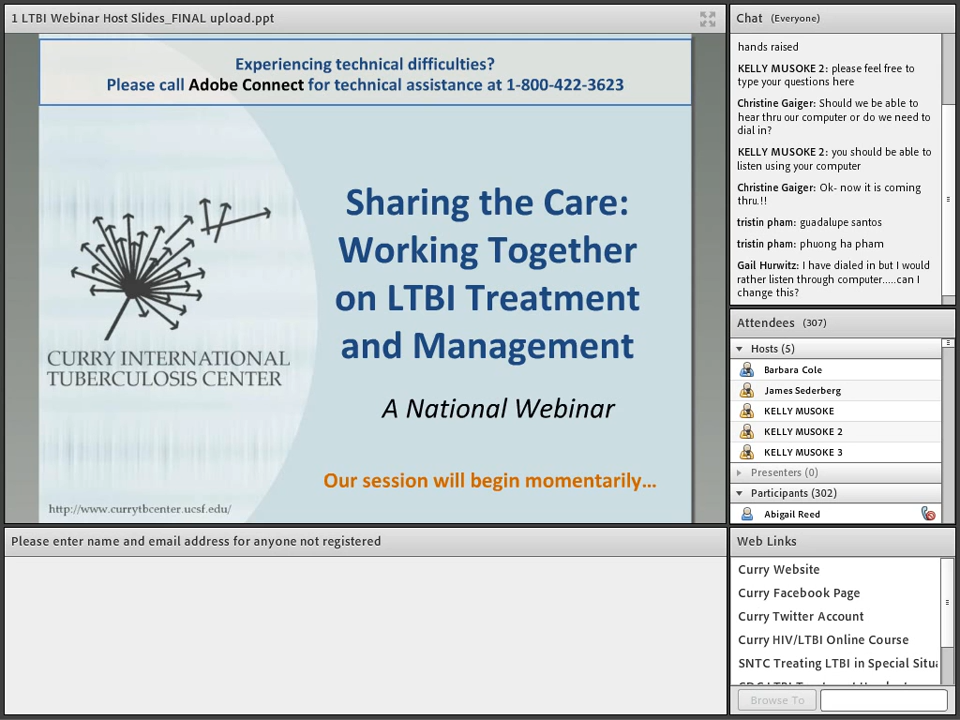 1 LTBI Webinar Host Slides_FINAL upload.ppt
Experiencing technical difficulties?
Please call Adobe Connect for technical assistance at 1-800-422-3623
Sharing the Care:
Working Together
on LTBI Treatment
and Management
A National Webinar
Our session will begin momentarily...
CURRY INTERNATIONAL
TUBERCULOSIS CENTER
http://www.currytbcenter.ucsf.edu/
Please enter name and email address for anyone not registered
Chat (Everyone)
hands raised
KELLY MUSOKE 2: please feel free to
type your questions here
Christine Gaiger: Should we be able to
hear thru our computer or do we need to
dial in?
KELLY MUSOKE 2: you should be able to
listen using your computer
Christine Gaiger: Ok- now it is coming
thru.!!
tristin pham: guadalupe santos
tristin pham: phuong ha pham
Gail Hurwitz: I have dialed in but I would
rather listen through computer.....can I
change this?
Attendees (307)
Hosts (5)
Barbara Cole
James Sederberg
KELLY MUSOKE
KELLY MUSOKE 2
KELLY MUSOKE 3
Presenters (0)
Participants (302)
Abigail Reed
Web Links
Curry Website
Curry Facebook Page
Curry Twitter Account
Curry HIV/LTBI Online Course
SNTC Treating LTBI in Special Situa
Browse To